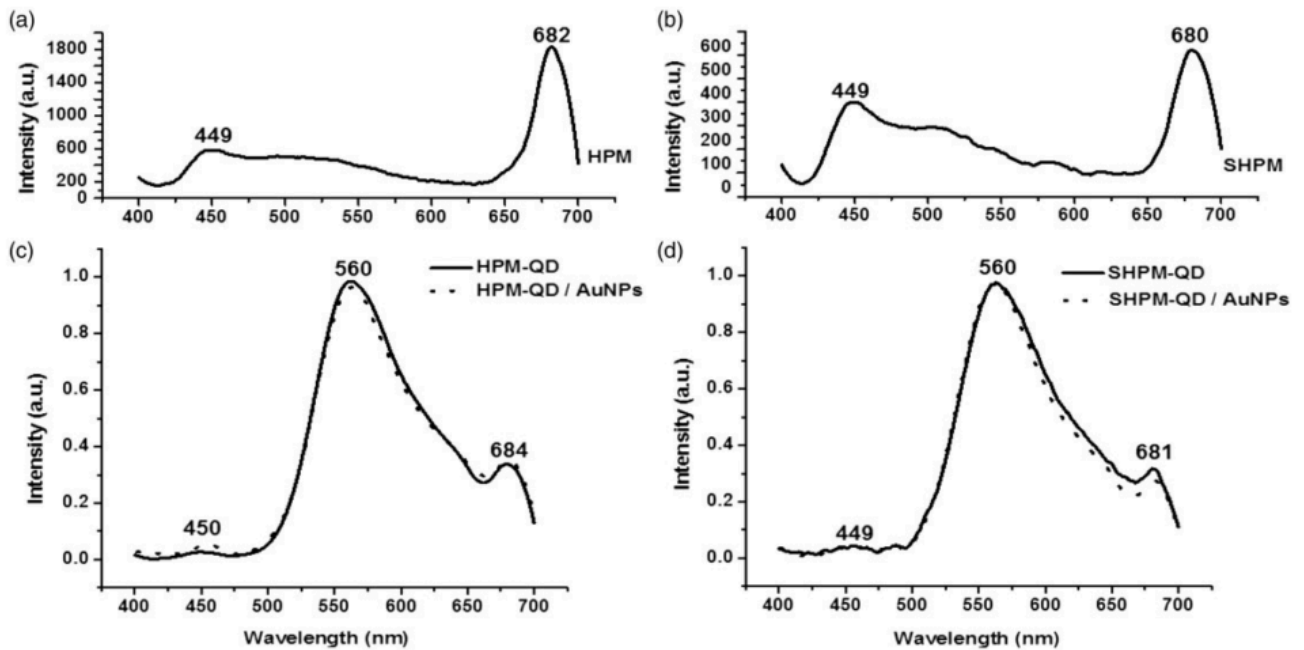 (a)
682
1800
1400
1000
600
200
449
HPM
Intensity (a.u.)
400 450 500 550 600 650 700
(b)
680
600
500
400
300
200
100
0
449
SHPM
Intensity (a.u.)
400 450 500 550 600 650 700
(c)
560
HPM-QD
HPM-QD / AuNPs
1.0
0.8
0.6
0.4
0.2
0.0
684
450
Intensity (a.u.)
400 450 500 550 600 650 700
Wavelength (nm)
(d)
560
SHPM-QD
SHPM-QD / AuNPs
1.0
0.8
0.6
0.4
0.2
0.0
681
449
Intensity (a.u.)
400 450 500 550 600 650 700
Wavelength (nm)